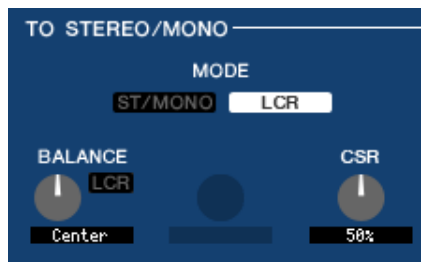 TO STEREO/MONO
MODE
ST/MONO LCR
BALANCE CSR
LCR
Center 50%